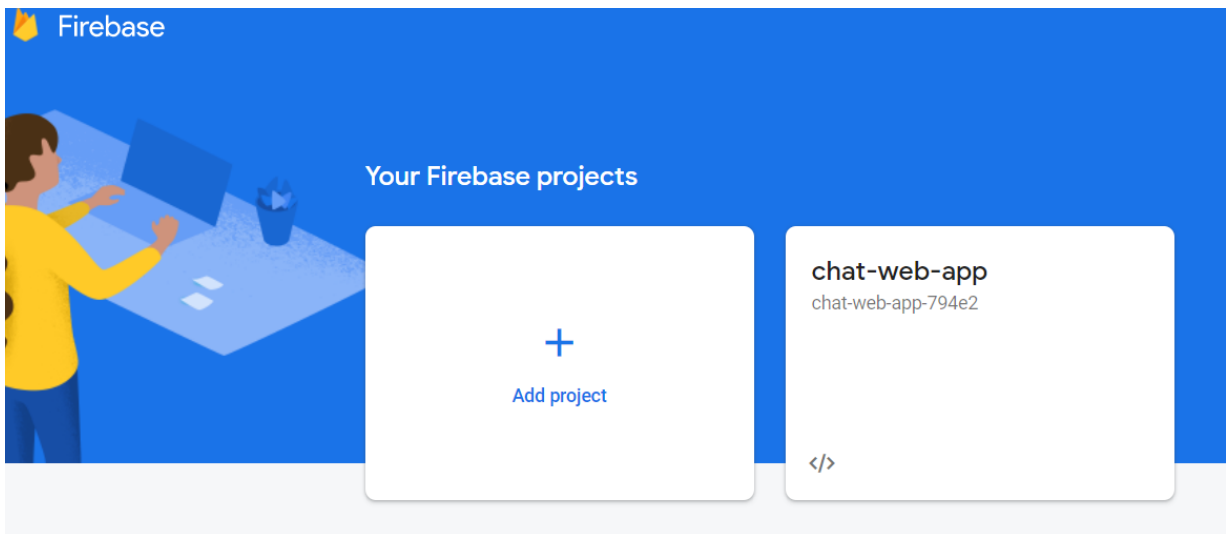 Firebase
Your Firebase projects
Add project
chat-web-app
chat-web-app-794e2
</>